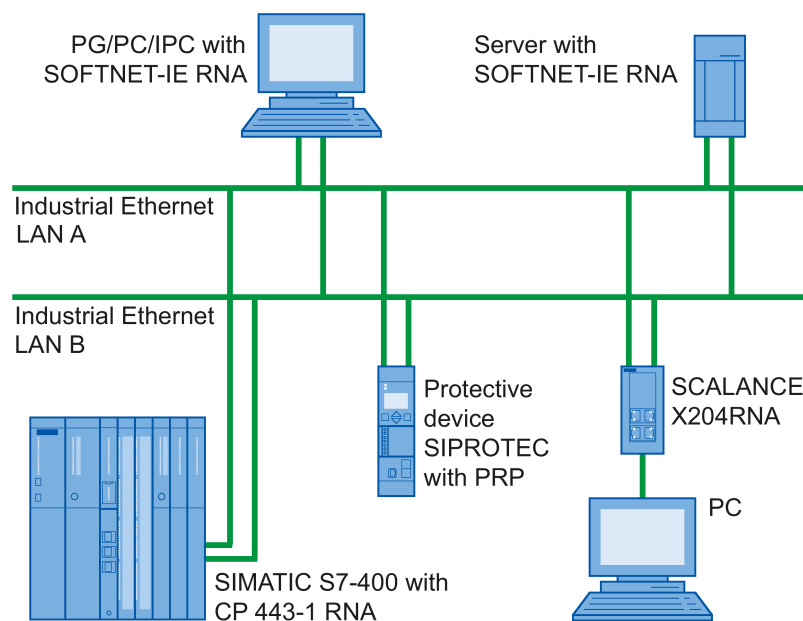 PG/PC/IPC with
SOFTNET-IE RNA
Server with
SOFTNET-IE RNA
Industrial Ethernet
LAN A
Industrial Ethernet
LAN B
Protective
device
SIPROTEC
with PRP
SCALANCE
X204RNA
PC
SIMATIC S7-400 with
CP 443-1 RNA